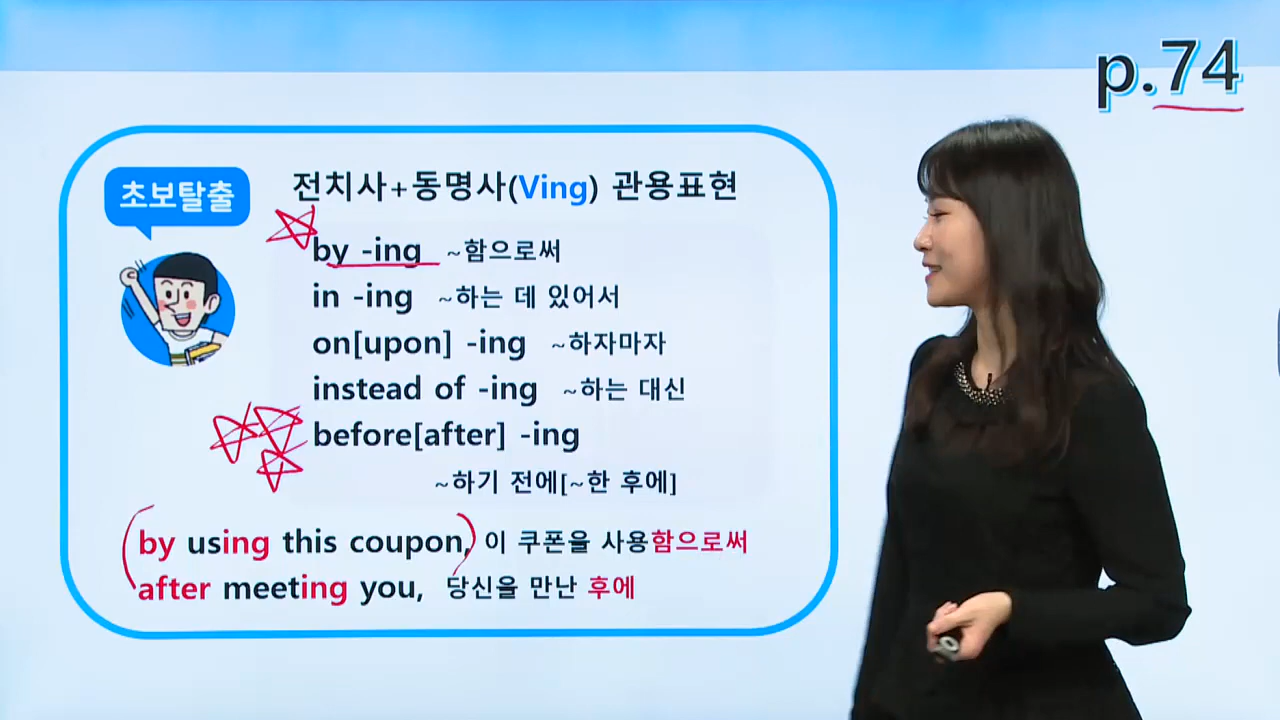 p.74
초보탈출
전치사+동명사(Ving) 관용표현
by -ing ~함으로써
in -ing ~하는 데 있어서
on[upon] -ing ~하자마자
instead of -ing ~하는 대신
before[after] -ing
~하기 전에[~한 후에]
by using this coupon, 이 쿠폰을 사용함으로써
after meeting you, 당신을 만난 후에